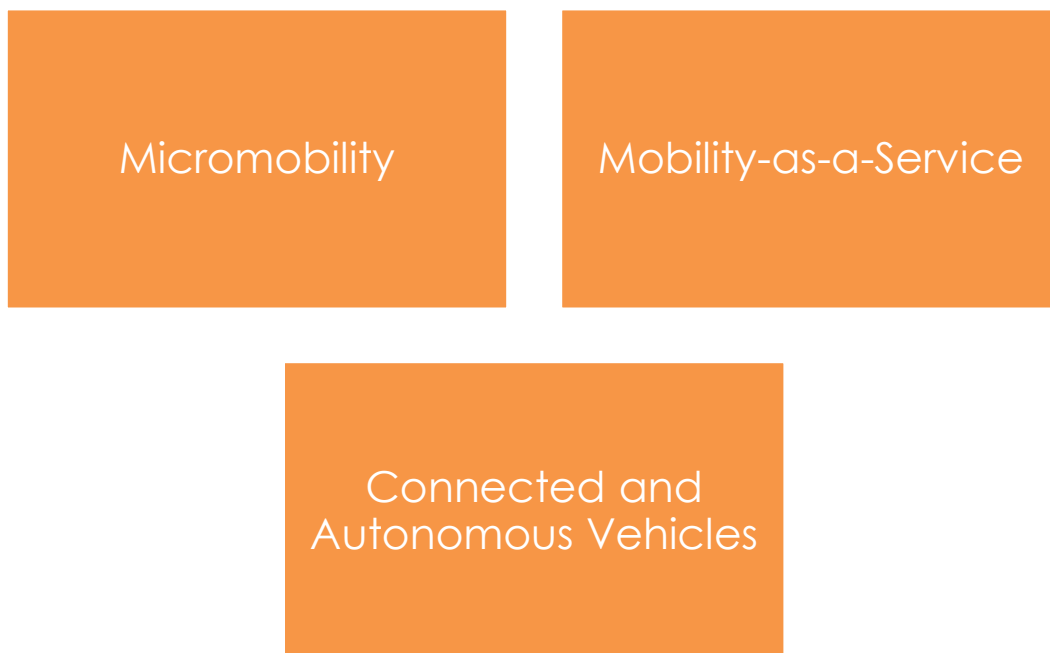 Micromobility
Mobility-as-a-Service
Connected and
Autonomous Vehicles